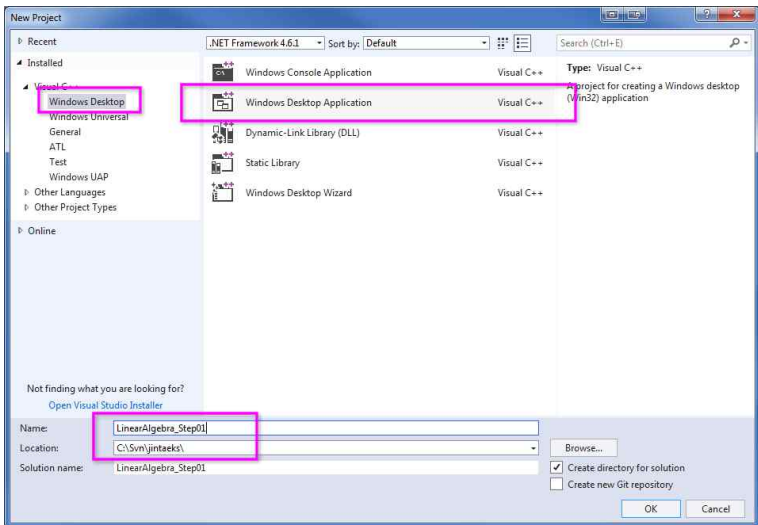 New Project
Recent
.NET Framework 4.6.1 Sort by: Default
Search (Ctrl+E)
Installed
Visual C++
Windows Desktop
Windows Universal
General
ATL
Test
Windows UAP
Other Languages
Other Project Types
Online
Windows Console Application Visual C++
Windows Desktop Application Visual C++
Dynamic-Link Library (DLL) Visual C++
Static Library Visual C++
Windows Desktop Wizard Visual C++
Type: Visual C++
A project for creating a Windows desktop
(Win32) application
Not finding what you are looking for?
Open Visual Studio Installer
Name: LinearAlgebra_Step01
Location: C:\Svn\jintaeks\
Browse...
Solution name: LinearAlgebra_Step01
Create directory for solution
Create new Git repository
OK Cancel